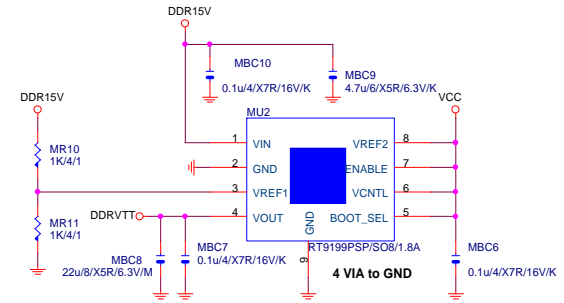 DDR15V
MBC10
0.1u/4/X7R/16V/K
MBC9
4.7u/6/X5R/6.3V/K
DDR15V
VCC
MU2
MR10
1K/4/1
1 VIN VREF2 8
2 GND ENABLE 7
3 VREF1 VCNTL 6
4 VOUT BOOT_SEL 5
GND
9
RT9199PSP/SO8/1.8A
4 VIA to GND
MR11
1K/4/1
DDRVTT
MBC8
22u/8/X5R/6.3V/M
MBC7
0.1u/4/X7R/16V/K
MBC6
0.1u/4/X7R/16V/K